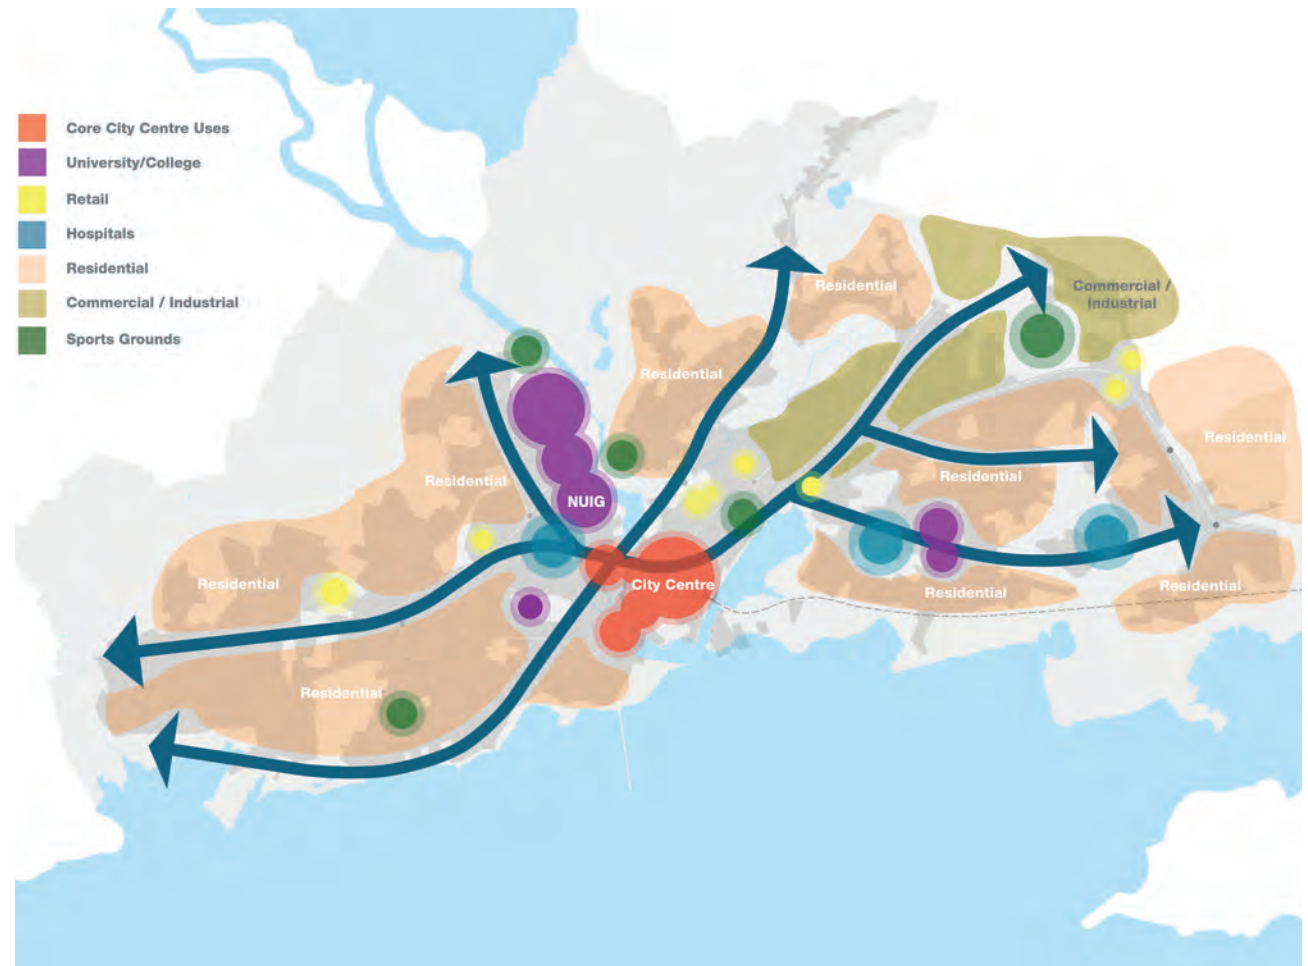 Core City Centre Uses
University/College
Retail
Hospitals
Residential
Commercial / Industrial
Sports Grounds
Residential
Commercial /
Industrial
Residential
Residential
Residential
Residential
NUIG
Residential
City Centre
Residential
Residential
Residential